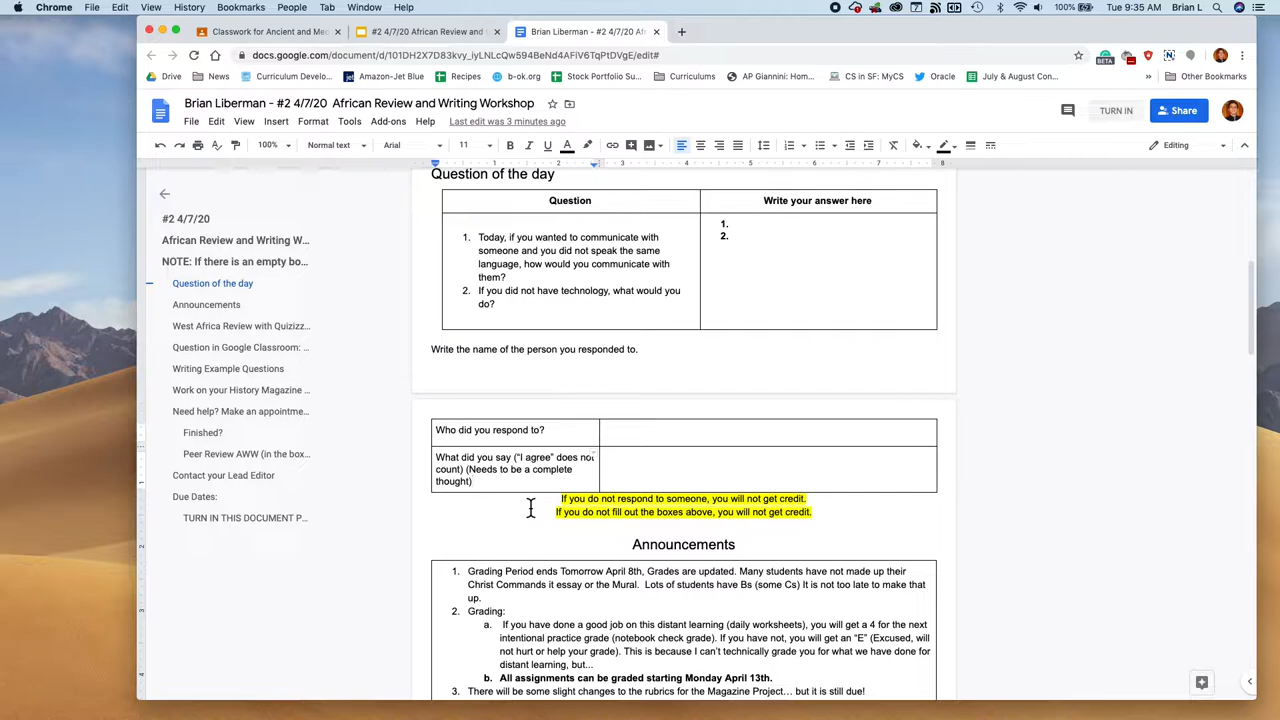 Chrome File Edit View History Bookmarks People Tab Window Help 100% Tue 9:35 AM Brian L
Classwork for Ancient and Med
#2 4/7/20 African Review and
Brian Liberman - #2 4/7/20 Afri
docs.google.com/document/d/
BETA
Drive News Curriculum Develo... Amazon-Jet Blue Recipes b-ok.org Stock Portfolio Su... Curriculums AP Giannini: Hom... CS in SF: MyCS Oracle July & August Con... » Other Bookmarks
Brian Liberman - #2 4/7/20 African Review and Writing Workshop
TURN IN Share
File Edit View Insert Format Tools Add-ons Help Last edit was 3 minutes ago
100% Normal text Arial 11 B I U A Editing
1 2 3 4 5 6 7 8
#2 4/7/20
African Review and Writing W...
NOTE: If there is an empty bo...
Question of the day
Announcements
West Africa Review with Quizizz...
Question in Google Classroom: ...
Writing Example Questions
Work on your History Magazine ...
Need help? Make an appointme...
Finished?
Peer Review AWW (in the box...
Contact your Lead Editor
Due Dates:
TURN IN THIS DOCUMENT P...
Question of the day
Question
Write your answer here
1. Today, if you wanted to communicate with
someone and you did not speak the same
language, how would you communicate with
them?
2. If you did not have technology, what would you
do?
1.
2.
Write the name of the person you responded to.
Who did you respond to?
What did you say ("I agree" does not
count) (Needs to be a complete
thought)
If you do not respond to someone, you will not get credit.
If you do not fill out the boxes above, you will not get credit.
Announcements
1. Grading Period ends Tomorrow April 8th, Grades are updated. Many students have not made up their
Christ Commands it essay or the Mural. Lots of students have Bs (some Cs) It is not too late to make that
up.
2. Grading:
a. If you have done a good job on this distant learning (daily worksheets), you will get a 4 for the next
intentional practice grade (notebook check grade). If you have not, you will get an "E" (Excused, will
not hurt or help your grade). This is because I can't technically grade you for what we have done for
distant learning, but...
b. All assignments can be graded starting Monday April 13th.
3. There will be some slight changes to the rubrics for the Magazine Project... but it is still due!